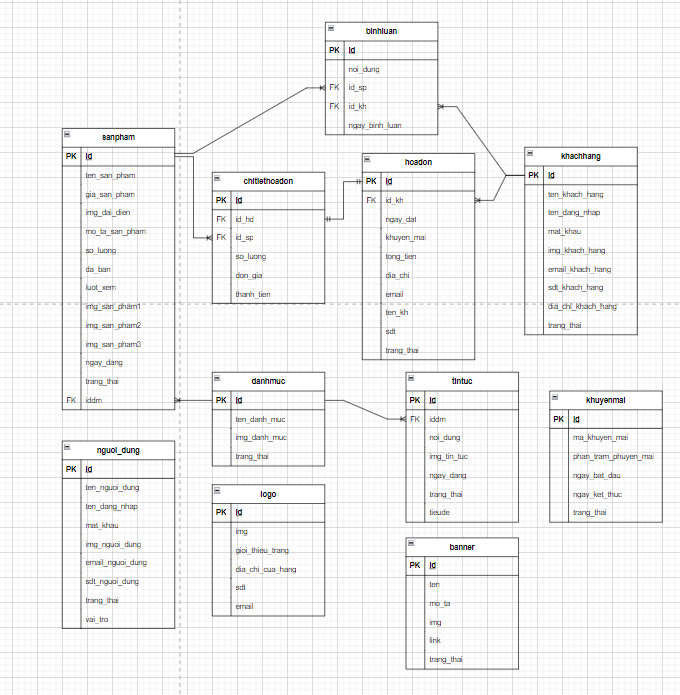 binhluan
PK id
noi_dung
FK id_sp
FK id_kh
ngay_binh_luan
sanpham
PK id
ten_san_pham
gia_san_pham
img_dai_dien
mo_ta_san_pham
so_luong
da_ban
luot_xem
img_san_pham1
img_san_pham2
img_san_pham3
ngay_dang
trang_thai
FK iddm
chitiethoadon
PK id
FK id_hd
FK id_sp
so_luong
don_gia
thanh_tien
hoadon
PK id
FK id_kh
ngay_dat
khuyen_mai
tong_tien
dia_chi
email
ten_kh
sdt
trang_thai
khachhang
PK id
ten_khach_hang
ten_dang_nhap
mat_khau
img_khach_hang
email_khach_hang
sdt_khach_hang
dia_chi_khach_hang
trang_thai
danhmuc
PK id
ten_danh_muc
img_danh_muc
trang_thai
tintuc
PK id
FK iddm
noi_dung
img_tin_tuc
ngay_dang
trang_thai
tieude
khuyenmai
PK id
ma_khuyen_mai
phan_tram_phuyen_mai
ngay_bat_dau
ngay_ket_thuc
trang_thai
nguoi_dung
PK id
ten_nguoi_dung
ten_dang_nhap
mat_khau
img_nguoi_dung
email_nguoi_dung
sdt_nguoi_dung
trang_thai
vai_tro
logo
PK id
img
gioi_thieu_trang
dia_chi_cua_hang
sdt
email
banner
PK id
ten
mo_ta
img
link
trang_thai